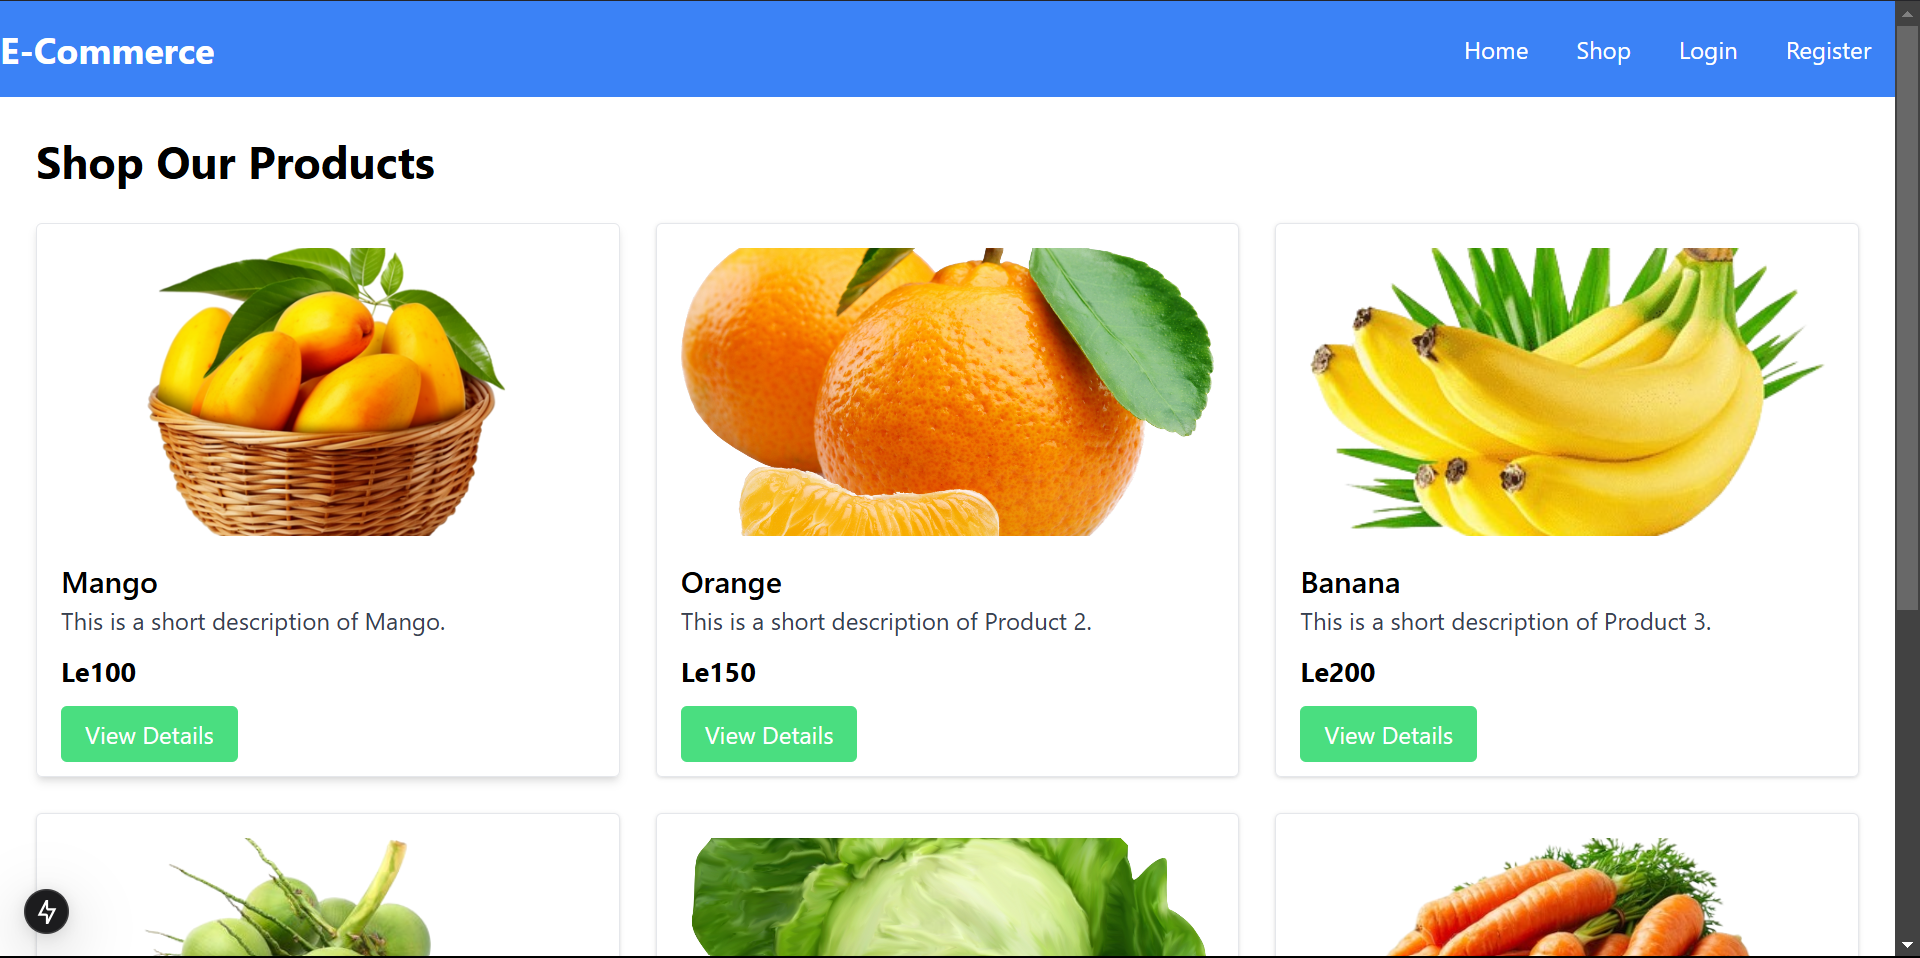 E-Commerce
Home
Shop
Login
Register
Shop Our Products
Mango
This is a short description of Mango.
Le100
View Details
Orange
This is a short description of Product 2.
Le150
View Details
Banana
This is a short description of Product 3.
Le200
View Details